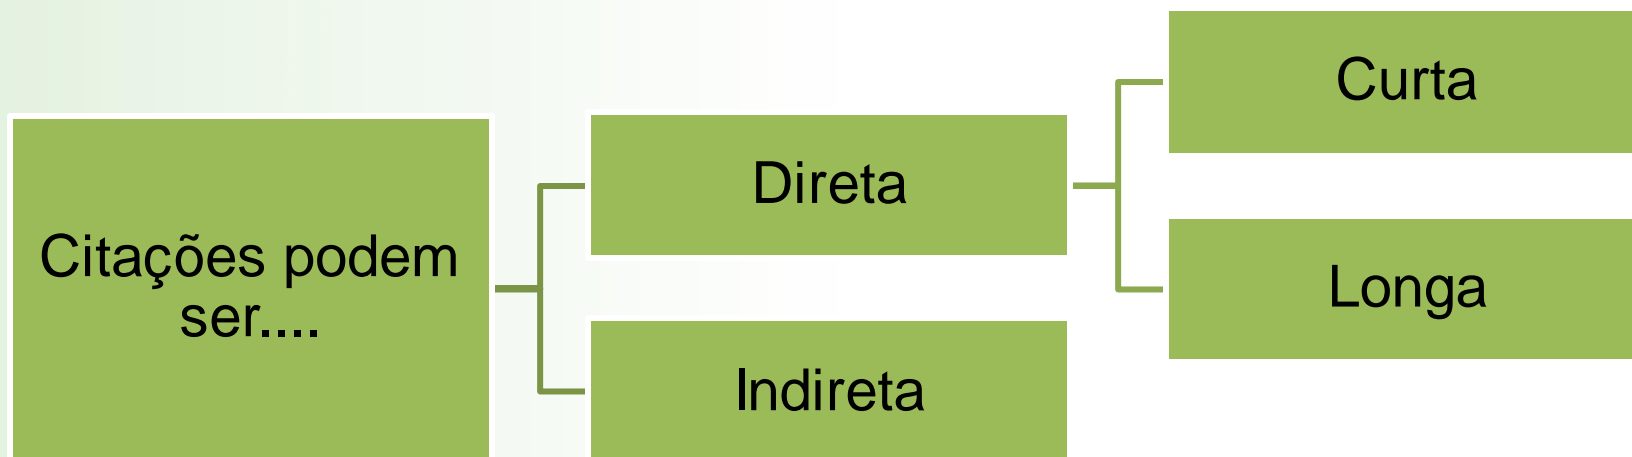 Citações podem
ser....
Direta
Indireta
Curta
Longa